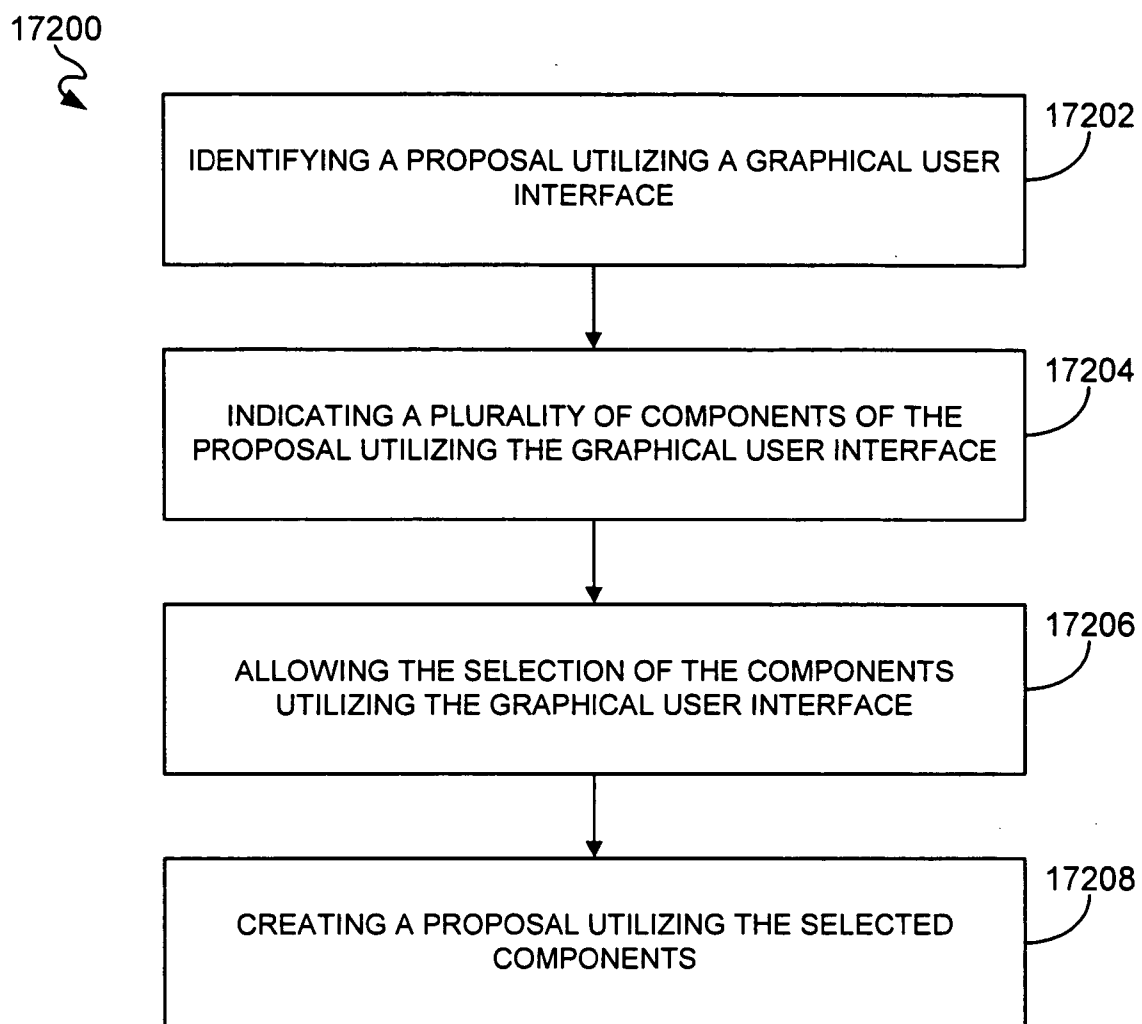 17200
17202
IDENTIFYING A PROPOSAL UTILIZING A GRAPHICAL USER
INTERFACE
17204
INDICATING A PLURALITY OF COMPONENTS OF THE
PROPOSAL UTILIZING THE GRAPHICAL USER INTERFACE
17206
ALLOWING THE SELECTION OF THE COMPONENTS
UTILIZING THE GRAPHICAL USER INTERFACE
17208
CREATING A PROPOSAL UTILIZING THE SELECTED
COMPONENTS